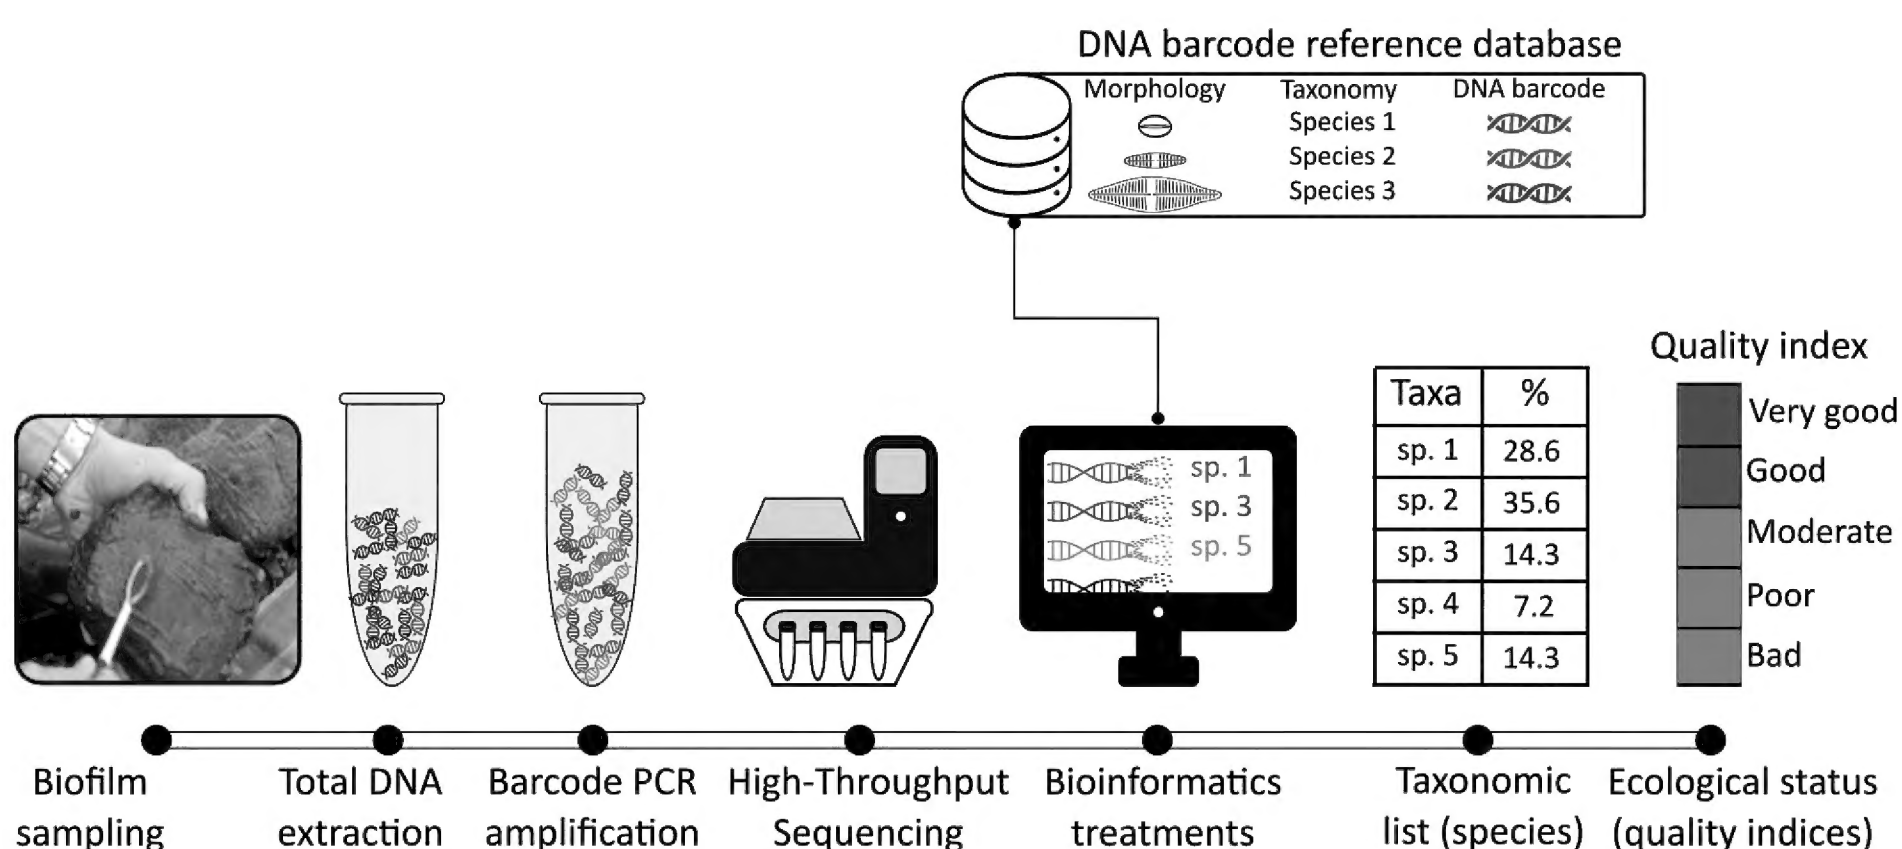 DNA barcode reference database
Morphology Taxonomy DNA barcode
Species 1
Species 2
Species 3
sp. 1
sp. 3
sp. 5
Taxa %
sp. 1 28.6
sp. 2 35.6
sp. 3 14.3
sp. 4 7.2
sp. 5 14.3
Quality index
Very good
Good
Moderate
Poor
Bad
Biofilm
sampling
Total DNA
extraction
Barcode PCR
amplification
High-Throughput
Sequencing
Bioinformatics
treatments
Taxonomic
list (species)
Ecological status
(quality indices)